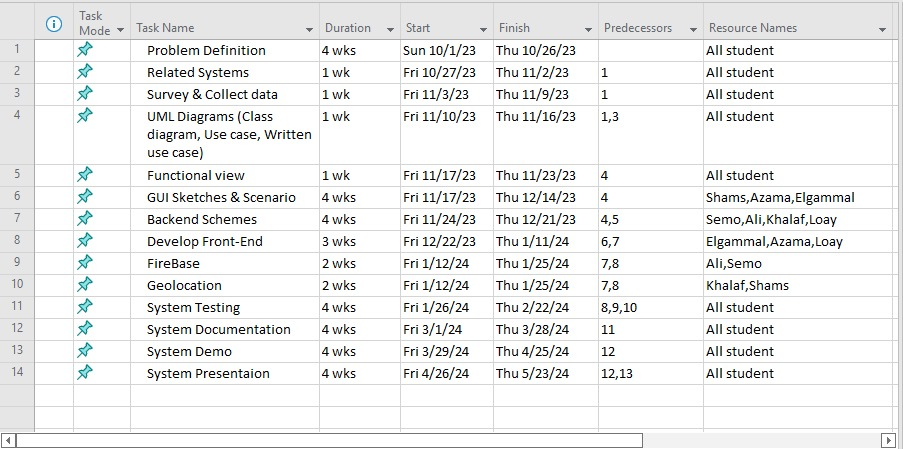 Task Mode Task Name Duration Start Finish Predecessors Resource Names
1 Problem Definition 4 wks Sun 10/1/23 Thu 10/26/23 All student
2 Related Systems 1 wk Fri 10/27/23 Thu 11/2/23 1 All student
3 Survey & Collect data 1 wk Fri 11/3/23 Thu 11/9/23 1 All student
4 UML Diagrams (Class 1 wk Fri 11/10/23 Thu 11/16/23 1,3 All student
diagram, Use case, Written
use case)
5 Functional view 1 wk Fri 11/17/23 Thu 11/23/23 4 All student
6 GUI Sketches & Scenario 4 wks Fri 11/17/23 Thu 12/14/23 4 Shams,Azama,Elgammal
7 Backend Schemes 4 wks Fri 11/24/23 Thu 12/21/23 4,5 Semo,Ali,Khalaf,Loay
8 Develop Front-End 3 wks Fri 12/22/23 Thu 1/11/24 6,7 Elgammal,Azama,Loay
9 FireBase 2 wks Fri 1/12/24 Thu 1/25/24 7,8 Ali,Semo
10 Geolocation 2 wks Fri 1/12/24 Thu 1/25/24 7,8 Khalaf,Shams
11 System Testing 4 wks Fri 1/26/24 Thu 2/22/24 8,9,10 All student
12 System Documentation 4 wks Fri 3/1/24 Thu 3/28/24 11 All student
13 System Demo 4 wks Fri 3/29/24 Thu 4/25/24 12 All student
14 System Presentaion 4 wks Fri 4/26/24 Thu 5/23/24 12,13 All student